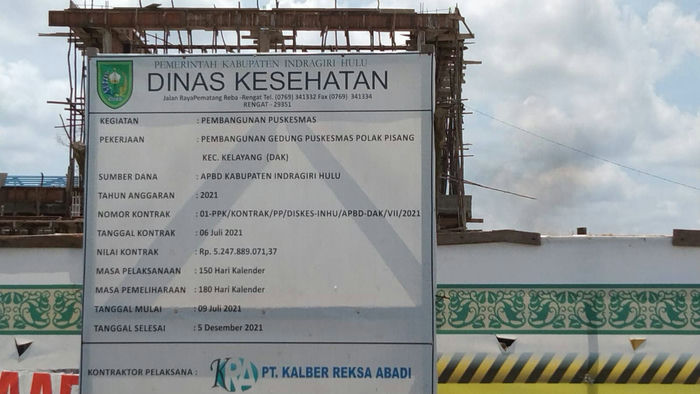 PEMERINTAH KABUPATEN INDRAGIRI HULU
DINAS KESEHATAN
Jalan RayaPematang Reba -Rengat Tel. (0769) 341332 Fax (0769) 341334
RENGAT - 29351
KEGIATAN : PEMBANGUNAN PUSKESMAS
PEKERJAAN : PEMBANGUNAN GEDUNG PUSKESMAS POLAK PISANG
KEC. KELAYANG (DAK)
SUMBER DANA : APBD KABUPATEN INDRAGIRI HULU
TAHUN ANGGARAN : 2021
NOMOR KONTRAK : 01-PPK/KONTRAK/PP/DISKES-INHU/APBD-DAK/VII/2021
TANGGAL KONTRAK : 06 Juli 2021
NILAI KONTRAK : Rp. 5.247.889.071,37
MASA PELAKSANAAN : 150 Hari Kalender
MASA PEMELIHARAAN : 180 Hari Kalender
TANGGAL MULAI : 09 Juli 2021
TANGGAL SELESAI : 5 Desember 2021
KONTRAKTOR PELAKSANA : KRA PT. KALBER REKSA ABADI